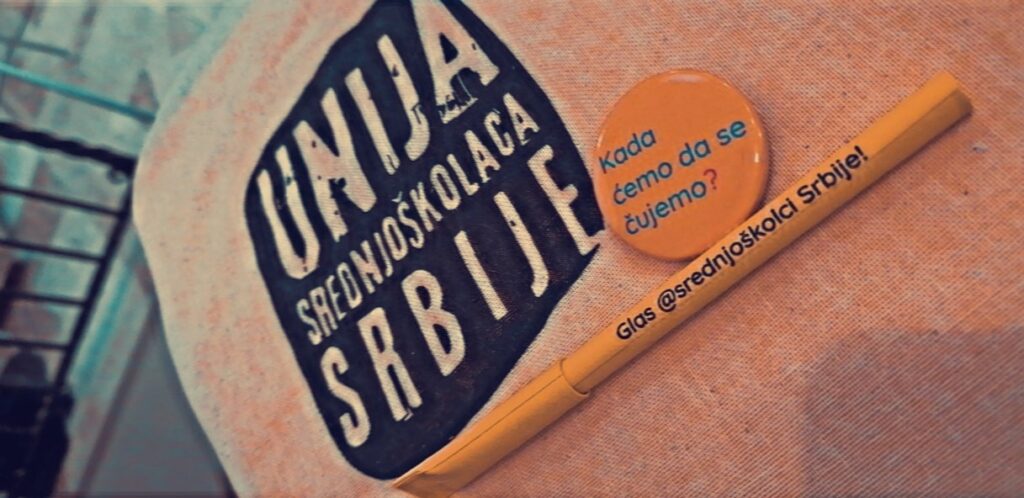 UNIJA
SREDNJOŠKOLACA
SRBIJE
Kada
ćemo da se
čujemo?
Glas @srednjoškolci Srbije!